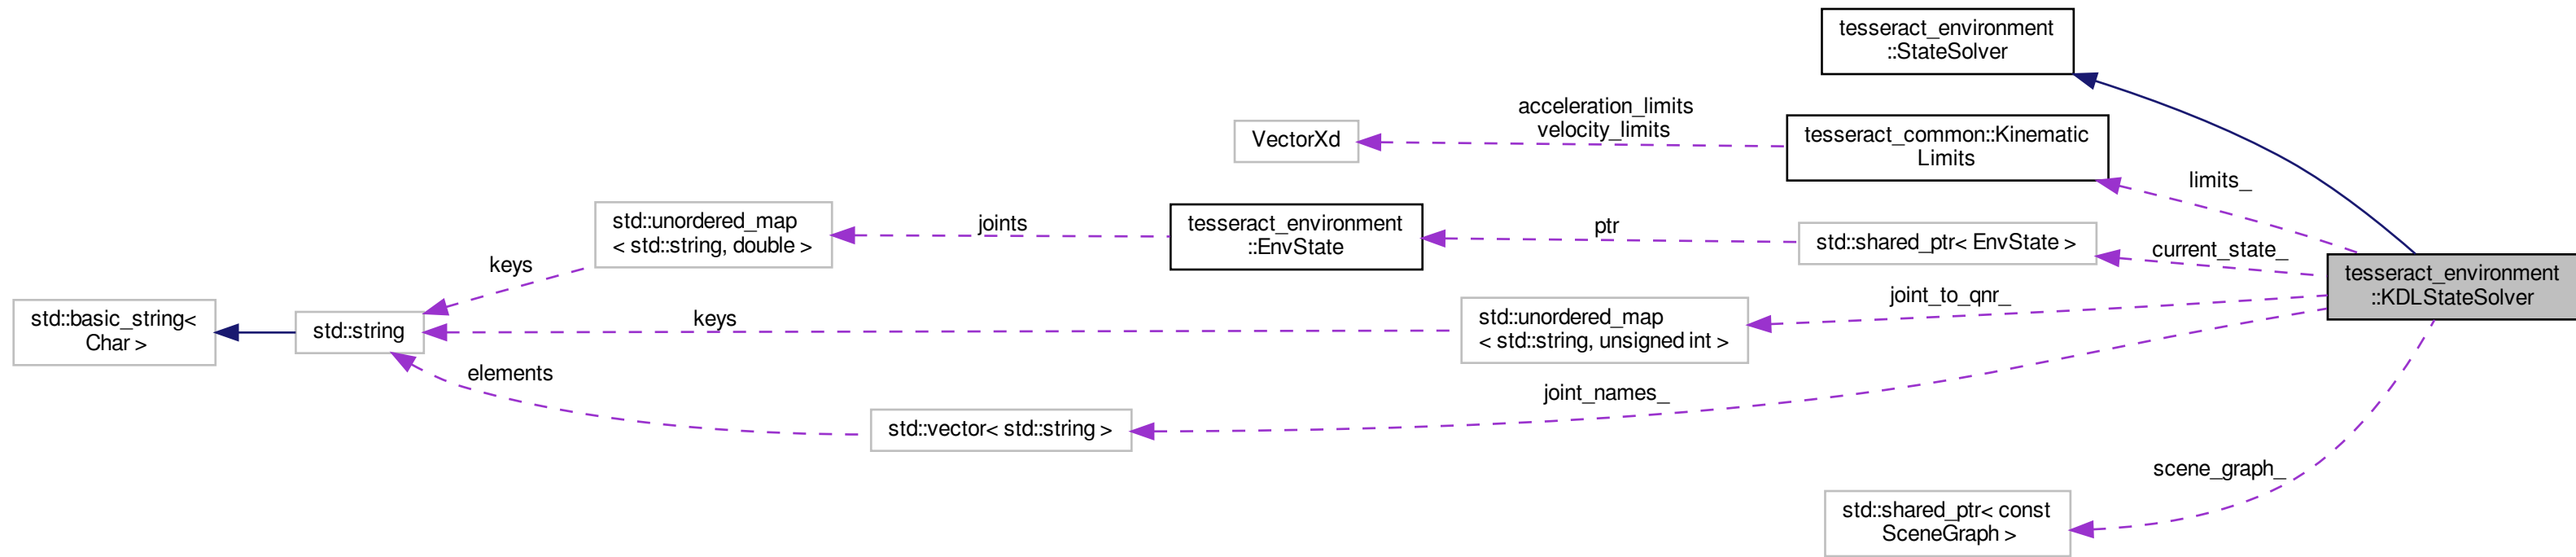 tesseract_environment
::StateSolver
acceleration_limits
velocity_limits
VectorXd
tesseract_common::Kinematic
Limits
limits_
std::unordered_map
< std::string, double >
joints
tesseract_environment
::EnvState
ptr
std::shared_ptr< EnvState >
current_state_
tesseract_environment
::KDLStateSolver
keys
std::basic_string<
Char >
std::string
keys
std::unordered_map
< std::string, unsigned int >
joint_to_qnr_
elements
std::vector< std::string >
joint_names_
scene_graph_
std::shared_ptr< const
SceneGraph >